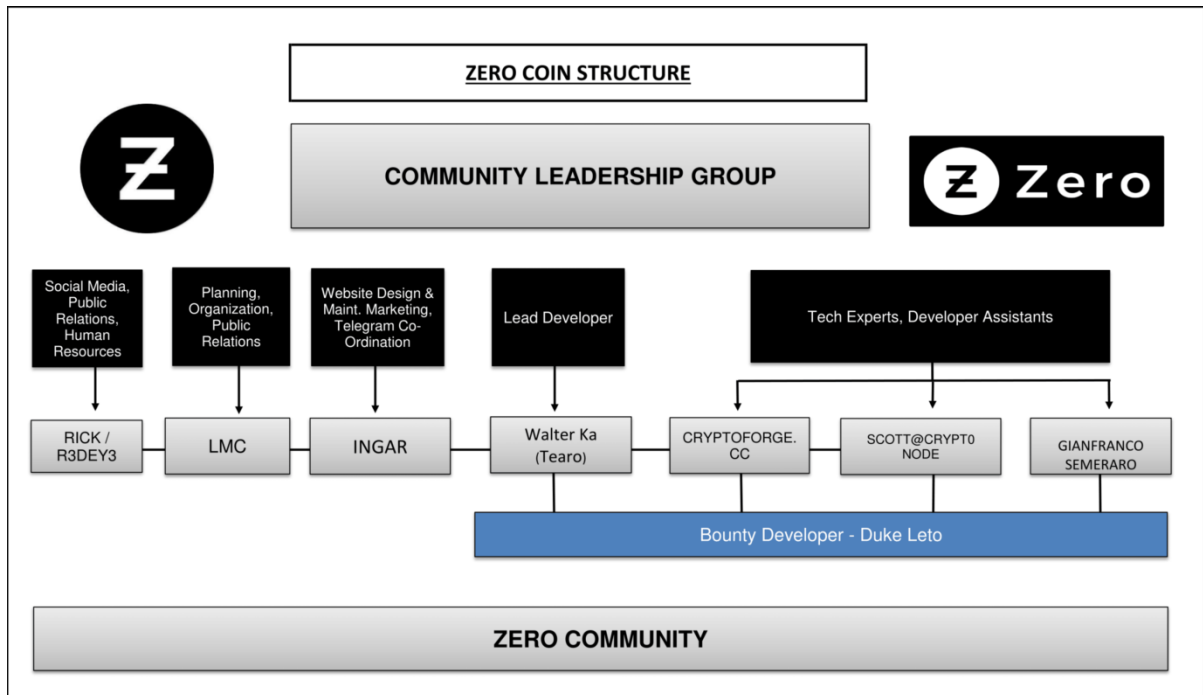 ZERO COIN STRUCTURE
COMMUNITY LEADERSHIP GROUP
Zero
Social Media,
Public
Relations,
Human
Resources
Planning,
Organization,
Public
Relations
Website Design &
Maint. Marketing,
Telegram Co-
Ordination
Lead Developer
Tech Experts, Developer Assistants
RICK /
R3DEY3
LMC
INGAR
Walter Ka
(Tearo)
CRYPTOFORGE.
CC
SCOTT@CRYPT0
NODE
GIANFRANCO
SEMERARO
Bounty Developer - Duke Leto
ZERO COMMUNITY